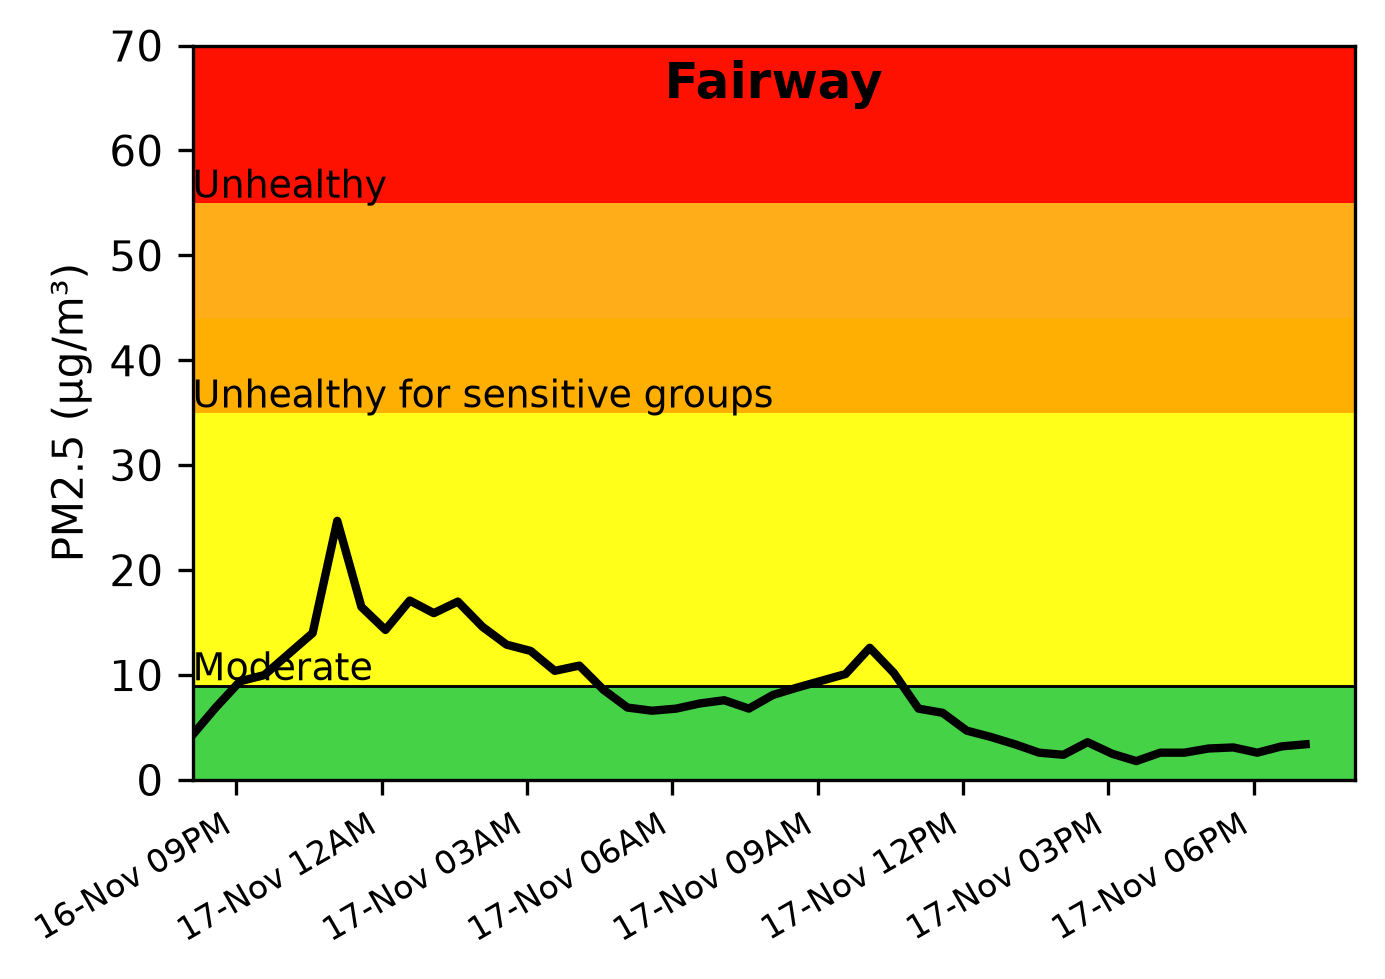 Fairway
PM2.5 (µg/m³)
70
60
50
40
30
20
10
0
Unhealthy
Unhealthy for sensitive groups
Moderate
16-Nov 09PM
17-Nov 12AM
17-Nov 03AM
17-Nov 06AM
17-Nov 09AM
17-Nov 12PM
17-Nov 03PM
17-Nov 06PM